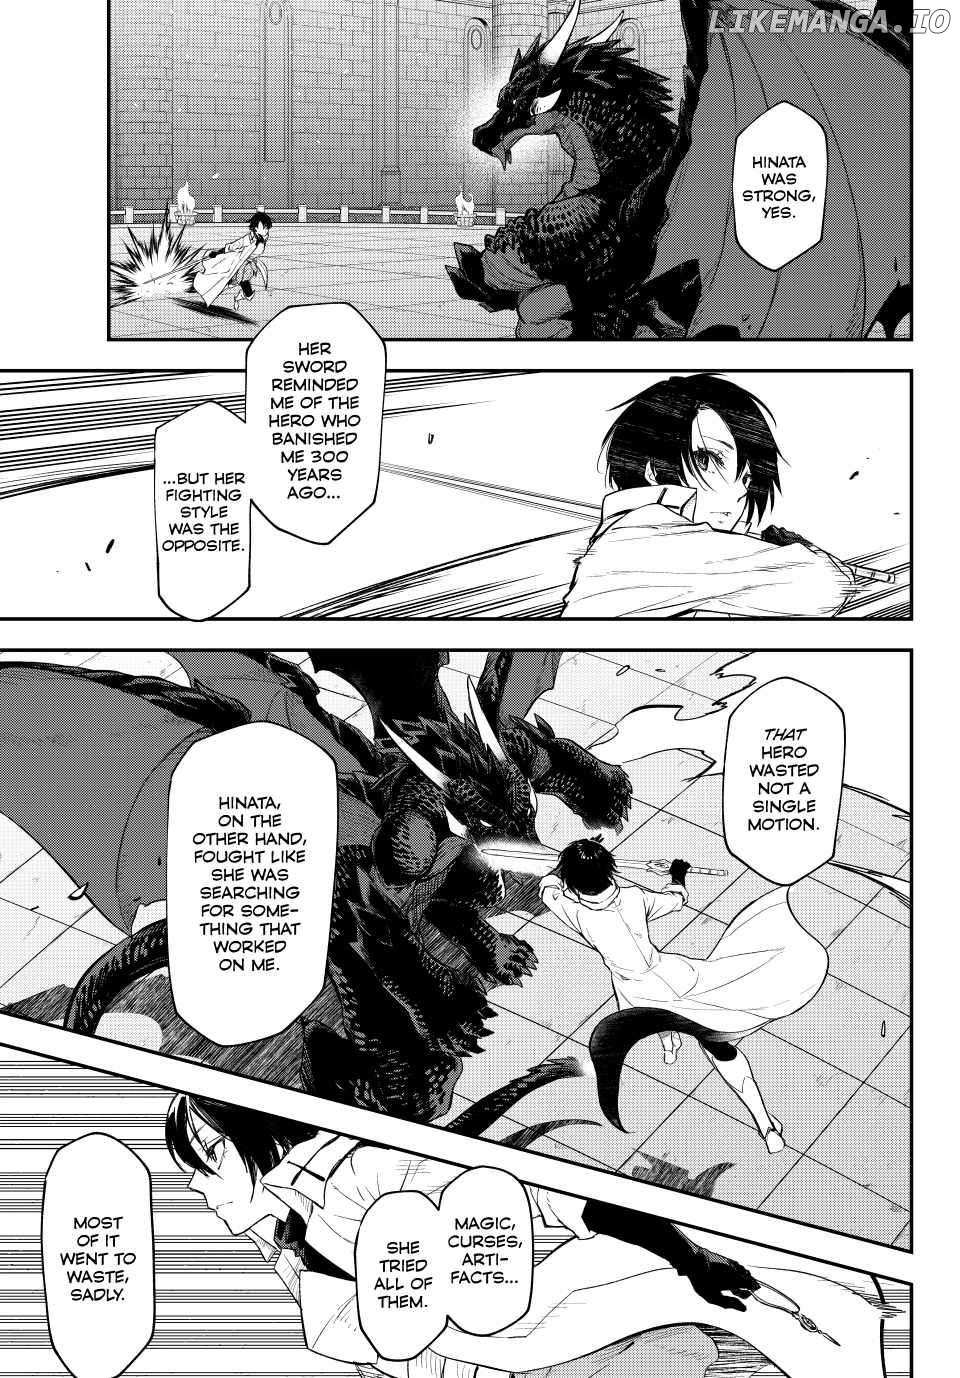 LIKEMANGA.IO
HINATA
WAS
STRONG,
YES.
HER
SWORD
REMINDED
ME OF THE
HERO WHO
BANISHED
ME 300
YEARS
AGO...
...BUT HER
FIGHTING
STYLE
WAS THE
OPPOSITE.
THAT
HERO
WASTED
NOT A
SINGLE
MOTION.
HINATA,
ON THE
OTHER HAND,
FOUGHT LIKE
SHE WAS
SEARCHING
FOR SOME-
THING THAT
WORKED
ON ME.
MAGIC,
CURSES,
ARTI-
FACTS...
SHE
TRIED
ALL OF
THEM.
MOST
OF IT
WENT TO
WASTE,
SADLY.